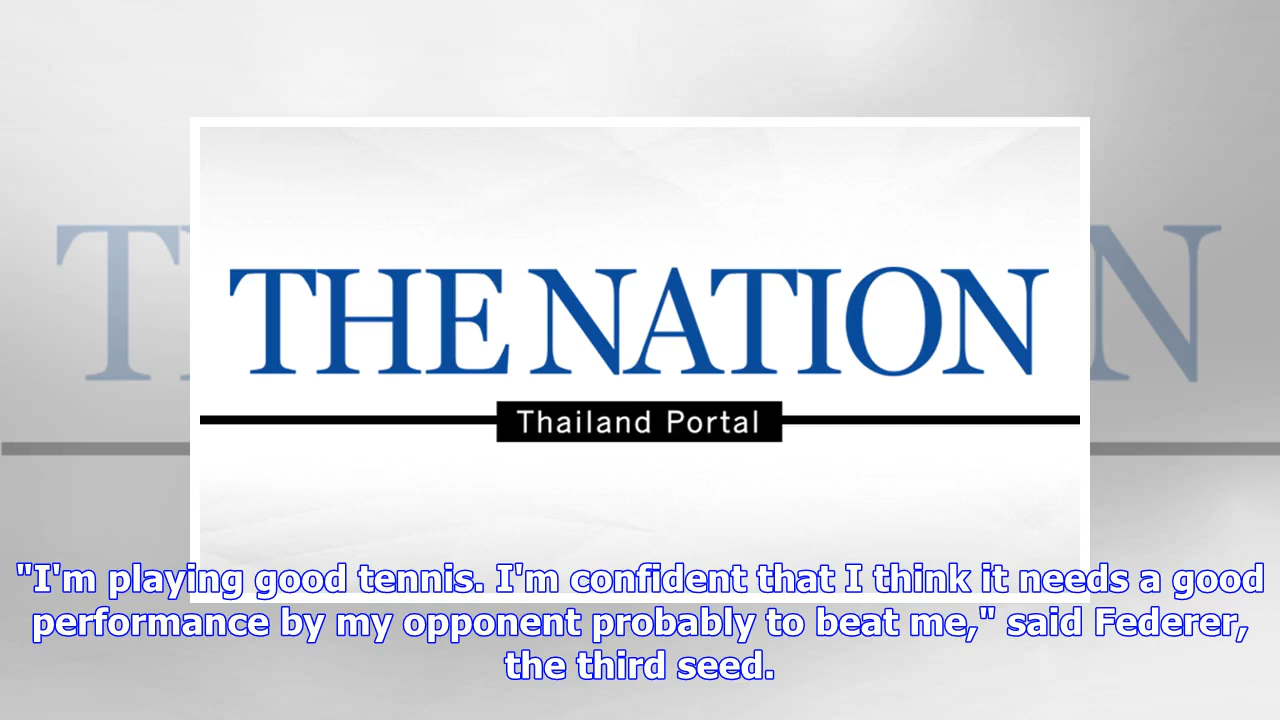 THE NATION
Thailand Portal
"I'm playing good tennis. I'm confident that I think it needs a good
performance by my opponent probably to beat me," said Federer,
the third seed.